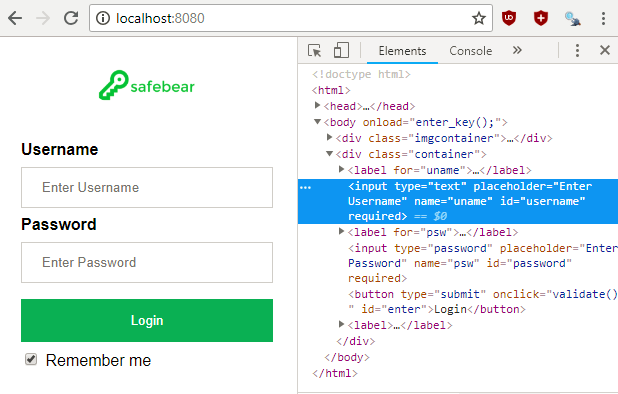 localhost:8080
safebear
Username
Enter Username
Password
Enter Password
Login
Remember me
Elements
Console
»
<!doctype html>
<html>
<head>…</head>
<body onload="enter_key();">
<div class="imgcontainer">…</div>
<div class="container">
<label for="uname">…</label>
<input type="text" placeholder="Enter
Username" name="uname" id="username"
required> == $0
<label for="psw">…</label>
<input type="password" placeholder="Enter
Password" name="psw" id="password"
required>
<button type="submit" onclick="validate()
" id="enter">Login</button>
<label>…</label>
</div>
</body>
</html>